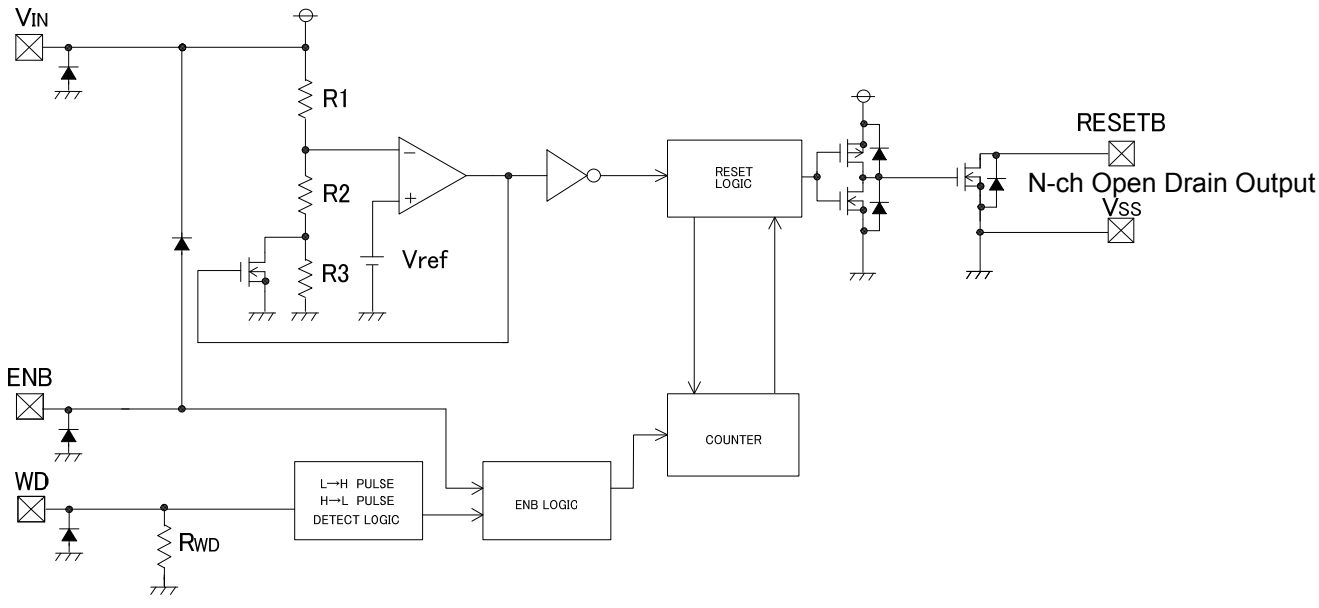 VIN
R1
R2
R3
Vref
RESET
LOGIC
RESETB
N-ch Open Drain Output
VSS
ENB
WD
RWD
L→H PULSE
H→L PULSE
DETECT LOGIC
ENB LOGIC
COUNTER